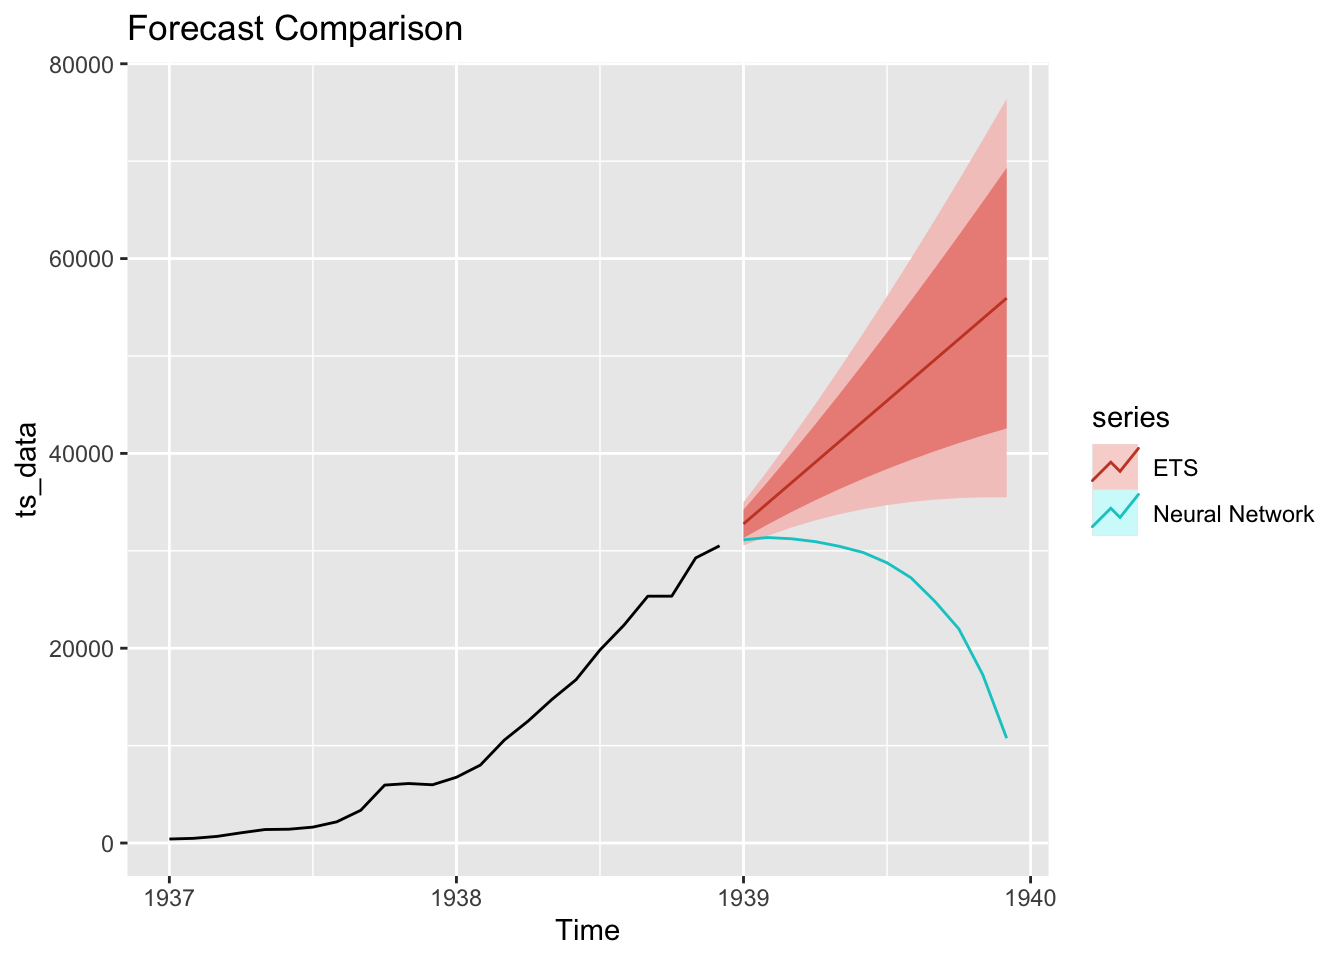 Forecast Comparison
80000
60000
40000
20000
0
ts_data
1937
1938
1939
1940
Time
series
ETS
Neural Network